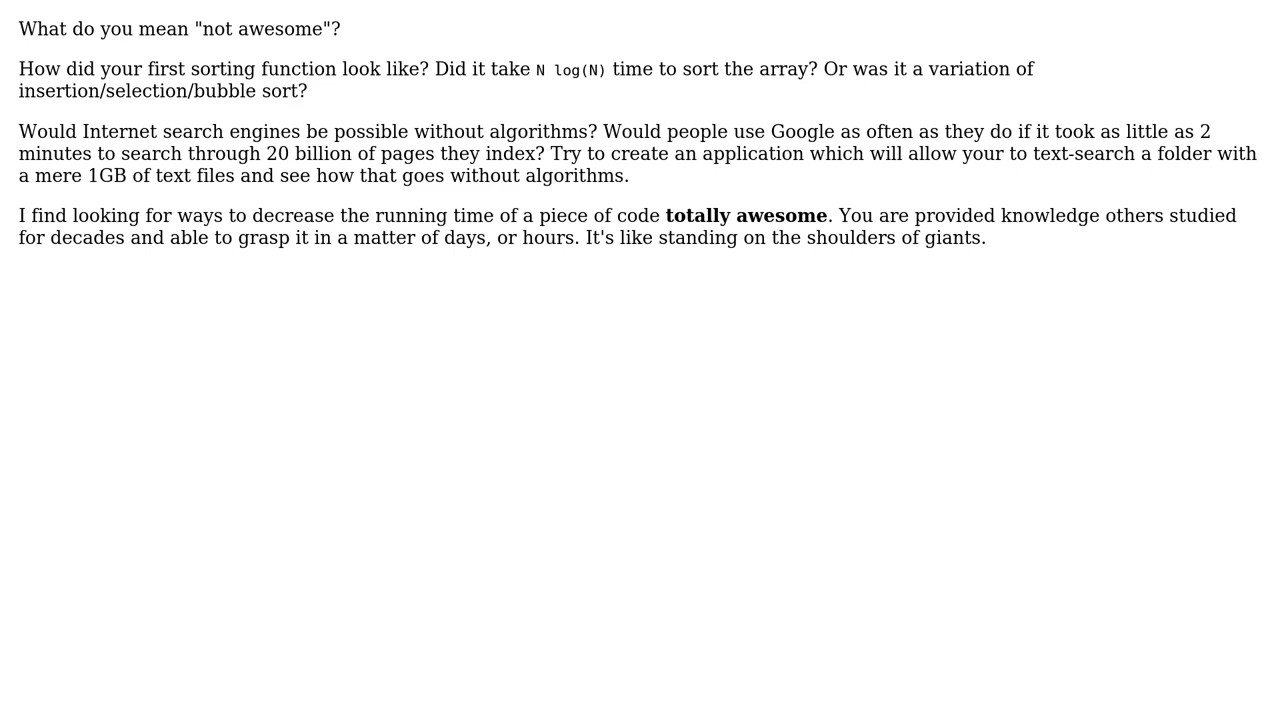 What do you mean "not awesome"?
How did your first sorting function look like? Did it take N log(N) time to sort the array? Or was it a variation of
insertion/selection/bubble sort?
Would Internet search engines be possible without algorithms? Would people use Google as often as they do if it took as little as 2
minutes to search through 20 billion of pages they index? Try to create an application which will allow your to text-search a folder with
a mere 1GB of text files and see how that goes without algorithms.
I find looking for ways to decrease the running time of a piece of code totally awesome. You are provided knowledge others studied
for decades and able to grasp it in a matter of days, or hours. It's like standing on the shoulders of giants.